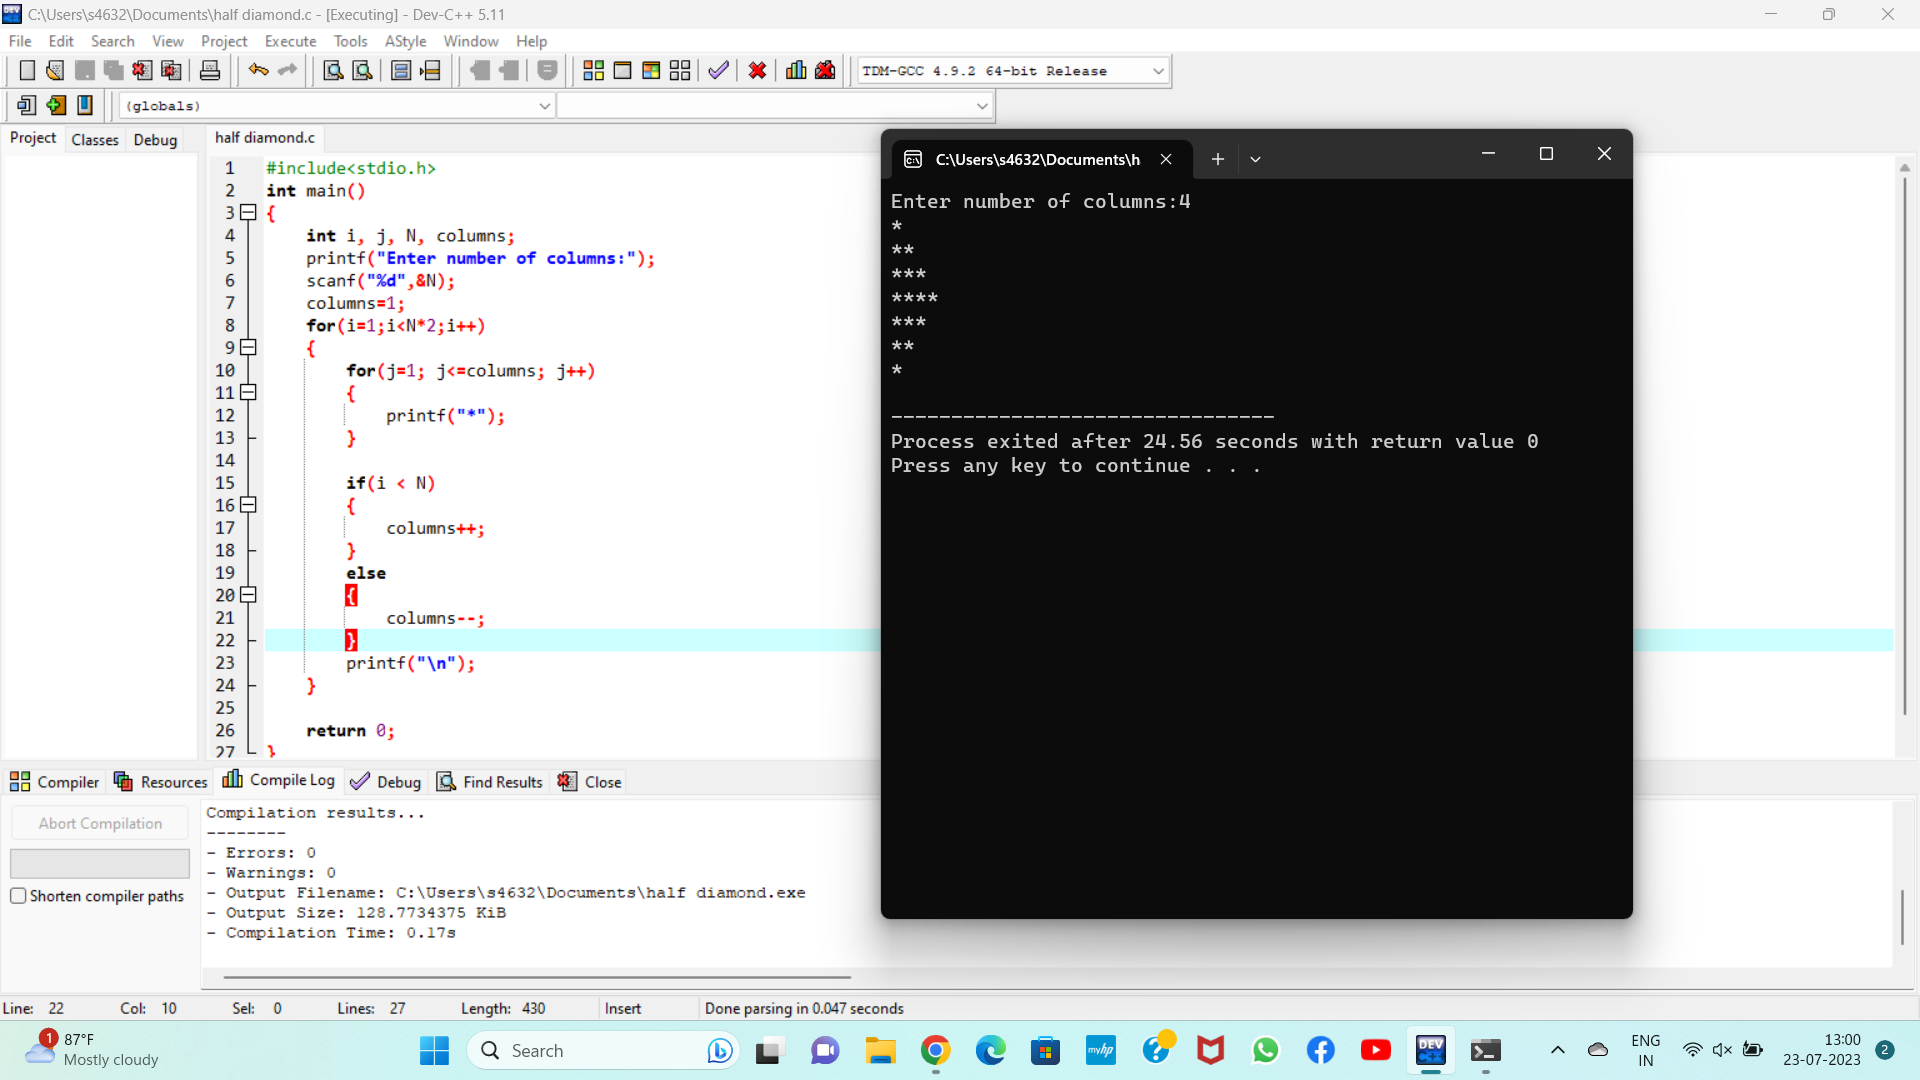 C:\Users\s4632\Documents\half diamond.c - [Executing] - Dev-C++ 5.11
File Edit Search View Project Execute Tools AStyle Window Help
TDM-GCC 4.9.2 64-bit Release
(globals)
Project Classes Debug
half diamond.c
1 #include<stdio.h>
2 int main()
3 {
4 int i, j, N, columns;
5 printf("Enter number of columns:");
6 scanf("%d",&N);
7 columns=1;
8 for(i=1;i<N*2;i++)
9 {
10 for(j=1; j<=columns; j++)
11 {
12 printf("*");
13 }
14
15 if(i < N)
16 {
17 columns++;
18 }
19 else
20 {
21 columns--;
22 }
23 printf("\n");
24 }
25
26 return 0;
27 }
C:\Users\s4632\Documents\h
Enter number of columns:4
*
**
***
****
***
**
*
--------------------------------
Process exited after 24.56 seconds with return value 0
Press any key to continue . . .
Compiler Resources Compile Log Debug Find Results Close
Abort Compilation
Shorten compiler paths
Compilation results...
--------
- Errors: 0
- Warnings: 0
- Output Filename: C:\Users\s4632\Documents\half diamond.exe
- Output Size: 128.7734375 KiB
- Compilation Time: 0.17s
Line: 22 Col: 10 Sel: 0 Lines: 27 Length: 430 Insert Done parsing in 0.047 seconds
1
87°F
Mostly cloudy
Search
myhp
DEV
C++
ENG
IN
13:00
23-07-2023
2